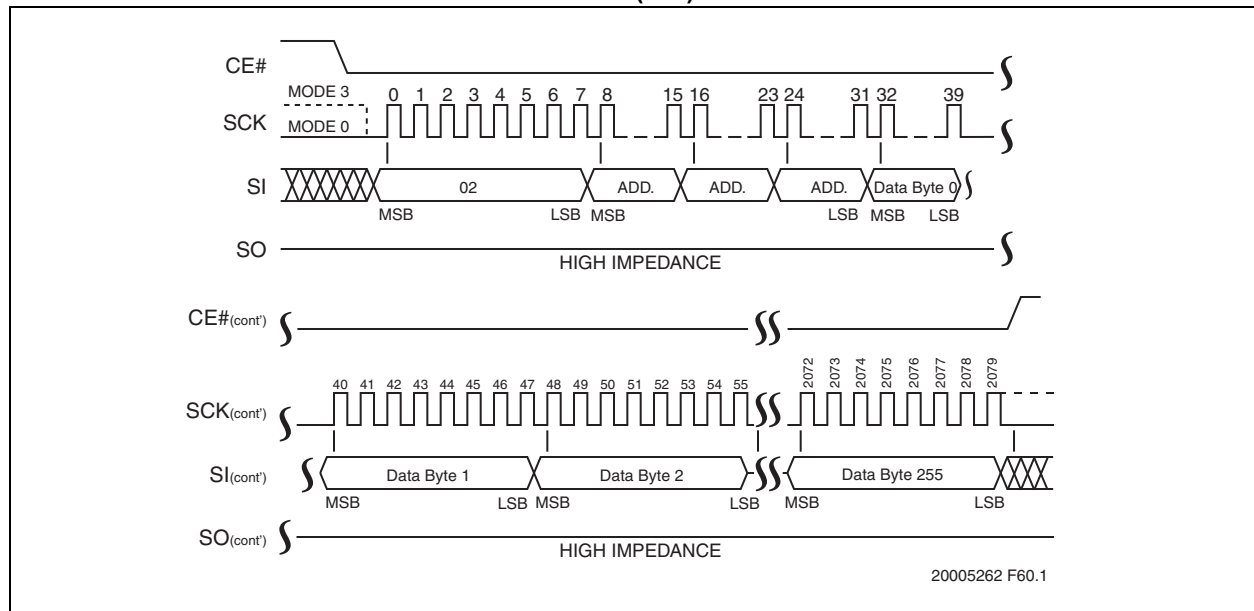 CE#
MODE 3
0 1 2 3 4 5 6 7 8 15 16 23 24 31 32 39
SCK
MODE 0
SI
02
ADD.
ADD.
ADD.
Data Byte 0
MSB LSB MSB LSB MSB LSB
SO
HIGH IMPEDANCE
CE#(cont')
40 41 42 43 44 45 46 47 48 49 50 51 52 53 54 55 2072 2073 2074 2075 2076 2077 2078 2079
SCK(cont')
SI(cont')
Data Byte 1
Data Byte 2
Data Byte 255
MSB LSB MSB LSB MSB LSB
SO(cont')
HIGH IMPEDANCE
20005262 F60.1